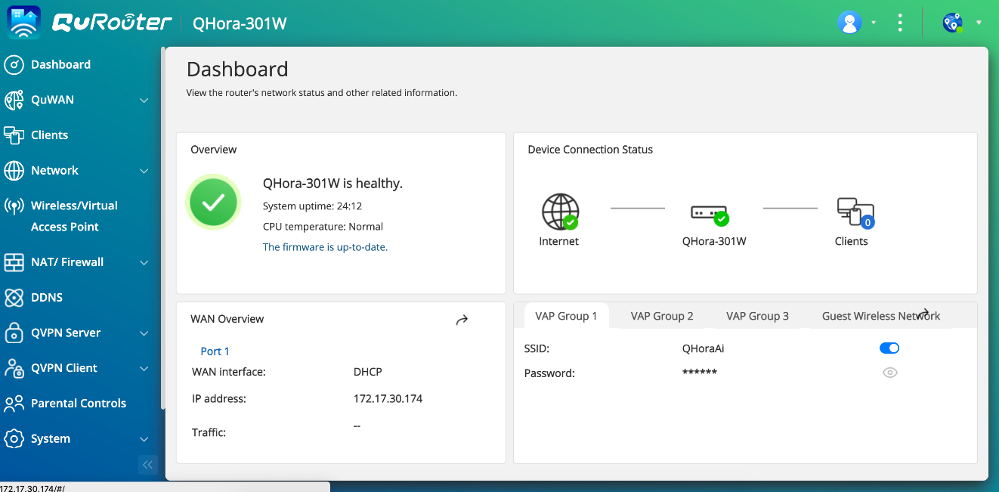 QuRouter QHora-301W
Dashboard
QuWAN
Clients
Network
Wireless/Virtual
Access Point
NAT/ Firewall
DDNS
QVPN Server
QVPN Client
Parental Controls
System
Dashboard
View the router's network status and other related information.
Overview
QHora-301W is healthy.
System uptime: 24:12
CPU temperature: Normal
The firmware is up-to-date.
Device Connection Status
0
Internet QHora-301W Clients
WAN Overview
Port 1
WAN interface: DHCP
IP address: 172.17.30.174
Traffic: --
VAP Group 1 VAP Group 2 VAP Group 3 Guest Wireless Network
SSID: QHoraAi
Password: ******
172.17.30.174/#/